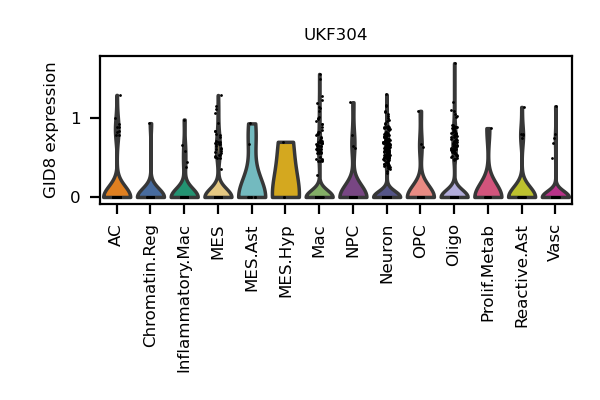 UKF304
GID8 expression
1
0
AC
Chromatin.Reg
Inflammatory.Mac
MES
MES.Ast
MES.Hyp
Mac
NPC
Neuron
OPC
Oligo
Prolif.Metab
Reactive.Ast
Vasc